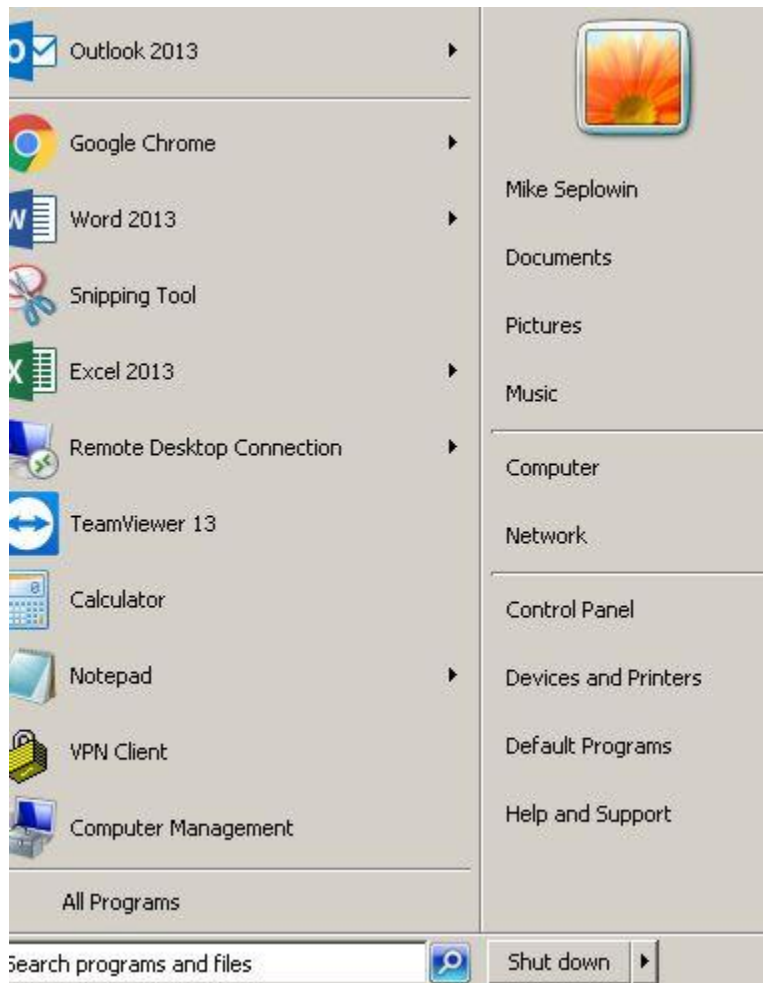 Outlook 2013
Google Chrome
Word 2013
Snipping Tool
Excel 2013
Remote Desktop Connection
TeamViewer 13
Calculator
Notepad
VPN Client
Computer Management
All Programs
Search programs and files
Mike Seplowin
Documents
Pictures
Music
Computer
Network
Control Panel
Devices and Printers
Default Programs
Help and Support
Shut down